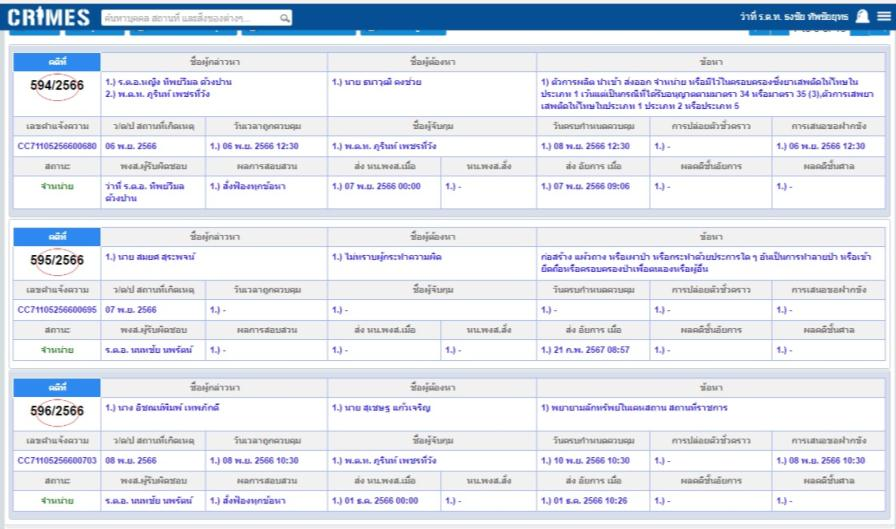 CRIMES ค้นหาบุคคล สถานที่ และสิ่งของต่างๆ... ว่าที่ ร.ต.ท. ธงชัย ทัพชัยยุทธ
คดีที่ ชื่อผู้กล่าวหา ชื่อผู้ต้องหา ข้อหา
594/2566 1.) ร.ต.อ.หญิง ทิพย์วิมล ด้วงปาน 1.) นาย ธนาวุฒิ คงช่วย 1) ตัวการผลิต นำเข้า ส่งออก จำหน่าย หรือมีไว้ในครอบครองซึ่งยาเสพติดให้โทษใน
2.) พ.ต.ท. ภูรินท์ เพชรที่วัง ประเภท 1 เว้นแต่เป็นกรณีที่ได้รับอนุญาตตามมาตรา 34 หรือมาตรา 35 (3),ตัวการเสพยา
เสพติดให้โทษในประเภท 1 ประเภท 2 หรือประเภท 5
เลขคำแจ้งความ ว/ด/ป สถานที่เกิดเหตุ วันเวลาถูกควบคุม ชื่อผู้จับกุม วันครบกำหนดควบคุม การปล่อยตัวชั่วคราว การเสนอขอฝากขัง
CC71105256600680 06 พ.ย. 2566 1.) 06 พ.ย. 2566 12:30 1.) พ.ต.ท. ภูรินท์ เพชรที่วัง 1.) 08 พ.ย. 2566 12:30 1.) - 1.) 06 พ.ย. 2566 12:30
สถานะ พงส.ผู้รับผิดชอบ ผลการสอบสวน ส่ง หน.พงส.เมื่อ หน.พงส.สั่ง ส่ง อัยการ เมื่อ ผลคดีชั้นอัยการ ผลคดีชั้นศาล
จำหน่าย ว่าที่ ร.ต.อ. ทิพย์วิมล ด้วงปาน 1.) สั่งฟ้องทุกข้อหา 1.) 07 พ.ย. 2566 00:00 1.) - 1.) 07 พ.ย. 2566 09:06 1.) - 1.) -
คดีที่ ชื่อผู้กล่าวหา ชื่อผู้ต้องหา ข้อหา
595/2566 1.) นาย สมยศ สุระพจน์ 1.) ไม่ทราบผู้กระทำความผิด ก่อสร้าง แผ้วถาง หรือเผาป่า หรือกระทำด้วยประการใด ๆ อันเป็นการทำลายป่า หรือเข้า
ยึดถือหรือครอบครองป่าเพื่อตนเองหรือผู้อื่น
เลขคำแจ้งความ ว/ด/ป สถานที่เกิดเหตุ วันเวลาถูกควบคุม ชื่อผู้จับกุม วันครบกำหนดควบคุม การปล่อยตัวชั่วคราว การเสนอขอฝากขัง
CC71105256600695 07 พ.ย. 2566 1.) - 1.) - 1.) - 1.) - 1.) -
สถานะ พงส.ผู้รับผิดชอบ ผลการสอบสวน ส่ง หน.พงส.เมื่อ หน.พงส.สั่ง ส่ง อัยการ เมื่อ ผลคดีชั้นอัยการ ผลคดีชั้นศาล
จำหน่าย ร.ต.อ. นนทชัย นพรัตน์ 1.) - 1.) - 1.) - 1.) 21 ก.พ. 2567 08:57 1.) - 1.) -
คดีที่ ชื่อผู้กล่าวหา ชื่อผู้ต้องหา ข้อหา
596/2566 1.) นาง อิชณน์พิมพ์ เทพภักดี 1.) นาย สุเชษฐ แก้วเจริญ 1) พยายามลักทรัพย์ในเคหสถาน สถานที่ราชการ
เลขคำแจ้งความ ว/ด/ป สถานที่เกิดเหตุ วันเวลาถูกควบคุม ชื่อผู้จับกุม วันครบกำหนดควบคุม การปล่อยตัวชั่วคราว การเสนอขอฝากขัง
CC71105256600703 08 พ.ย. 2566 1.) 08 พ.ย. 2566 10:30 1.) พ.ต.ท. ภูรินท์ เพชรที่วัง 1.) 10 พ.ย. 2566 10:30 1.) - 1.) 08 พ.ย. 2566 10:30
สถานะ พงส.ผู้รับผิดชอบ ผลการสอบสวน ส่ง หน.พงส.เมื่อ หน.พงส.สั่ง ส่ง อัยการ เมื่อ ผลคดีชั้นอัยการ ผลคดีชั้นศาล
จำหน่าย ร.ต.อ. นนทชัย นพรัตน์ 1.) สั่งฟ้องทุกข้อหา 1.) 01 ธ.ค. 2566 00:00 1.) - 1.) 01 ธ.ค. 2566 10:26 1.) - 1.) -